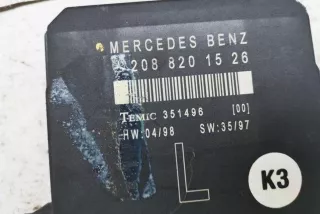 MERCEDES BENZ
208 820 15 26
TEMIC 351496 [00]
HW:04/98 SW:35/97
L
K3